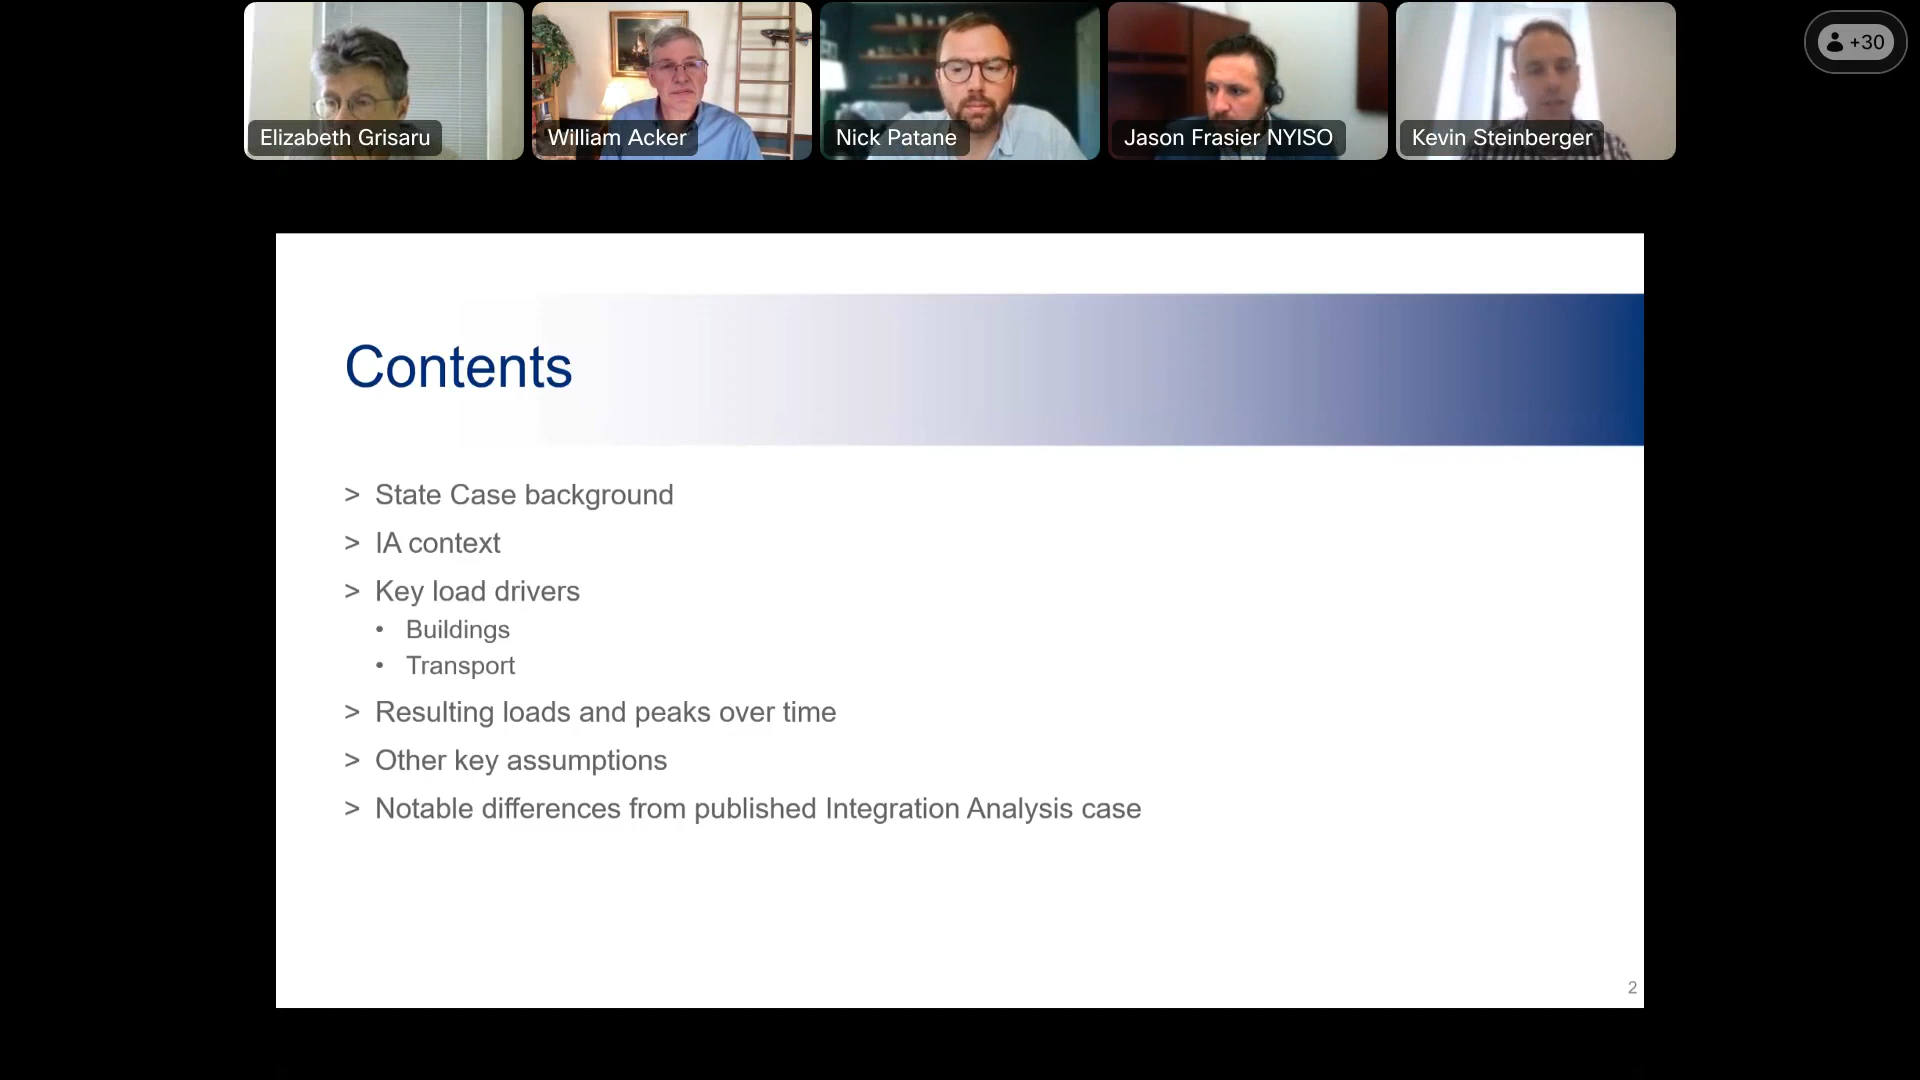 Elizabeth Grisaru
William Acker
Nick Patane
Jason Frasier NYISO
Kevin Steinberger
+30
Contents
> State Case background
> IA context
> Key load drivers
• Buildings
• Transport
> Resulting loads and peaks over time
> Other key assumptions
> Notable differences from published Integration Analysis case
2